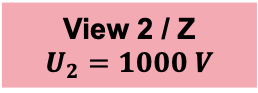 View 2 / Z
U₂ = 1000 V